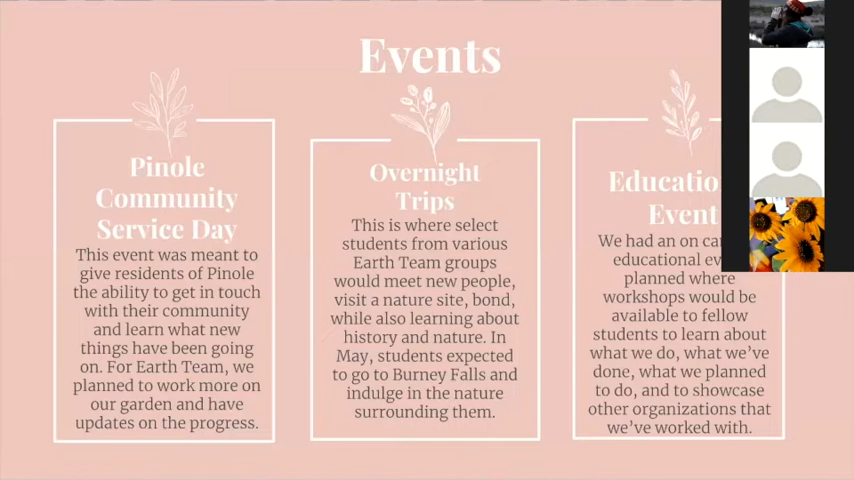 Events
Pinole
Community
Service Day
This event was meant to
give residents of Pinole
the ability to get in touch
with their community
and learn what new
things have been going
on. For Earth Team, we
planned to work more on
our garden and have
updates on the progress.
Overnight
Trips
This is where select
students from various
Earth Team groups
would meet new people,
visit a nature site, bond,
while also learning about
history and nature. In
May, students expected
to go to Burney Falls and
indulge in the nature
surrounding them.
Event
We had an on
educational
planned where
workshops would be
available to fellow
students to learn about
what we do, what we've
done, what we planned
to do, and to showcase
other organizations that
we've worked with.